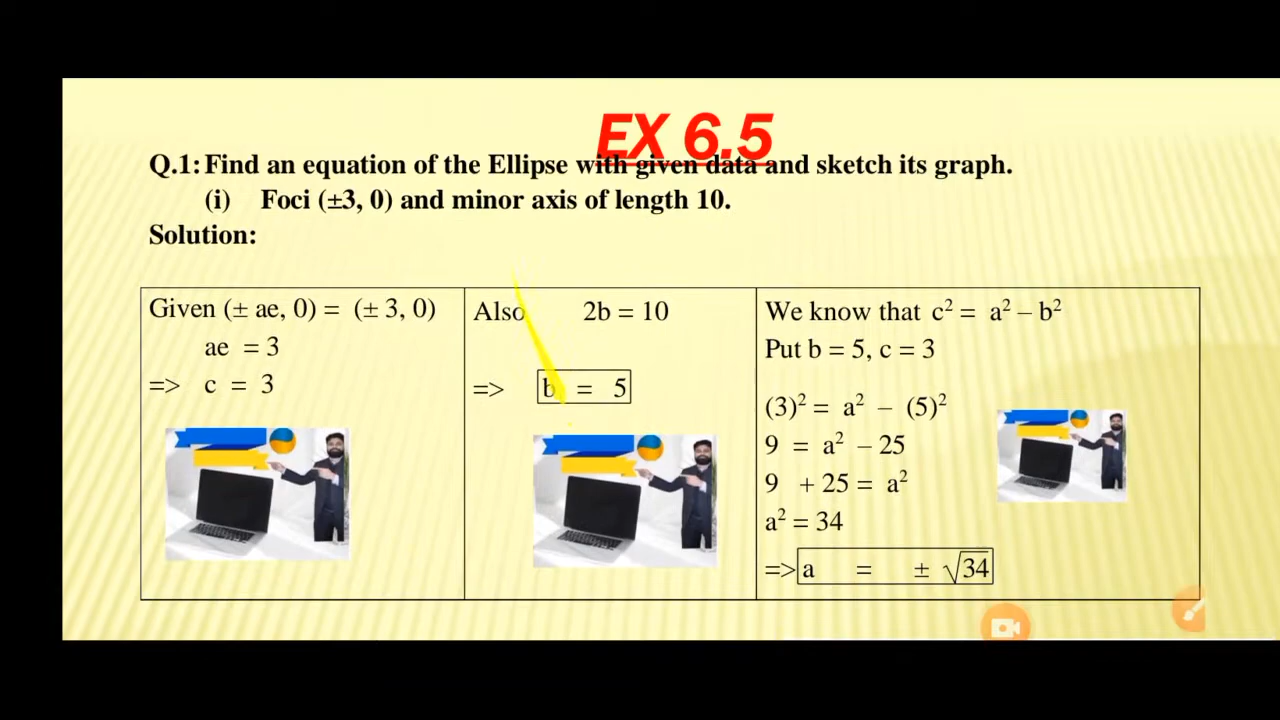 EX 6.5
Q.1: Find an equation of the Ellipse with given data and sketch its graph.
(i) Foci (±3, 0) and minor axis of length 10.
Solution:
Given (± ae, 0) = (± 3, 0)
ae = 3
=> c = 3
Also 2b = 10
=> b = 5
We know that c² = a² – b²
Put b = 5, c = 3
(3)² = a² – (5)²
9 = a² – 25
9 + 25 = a²
a² = 34
=> a = ± √34